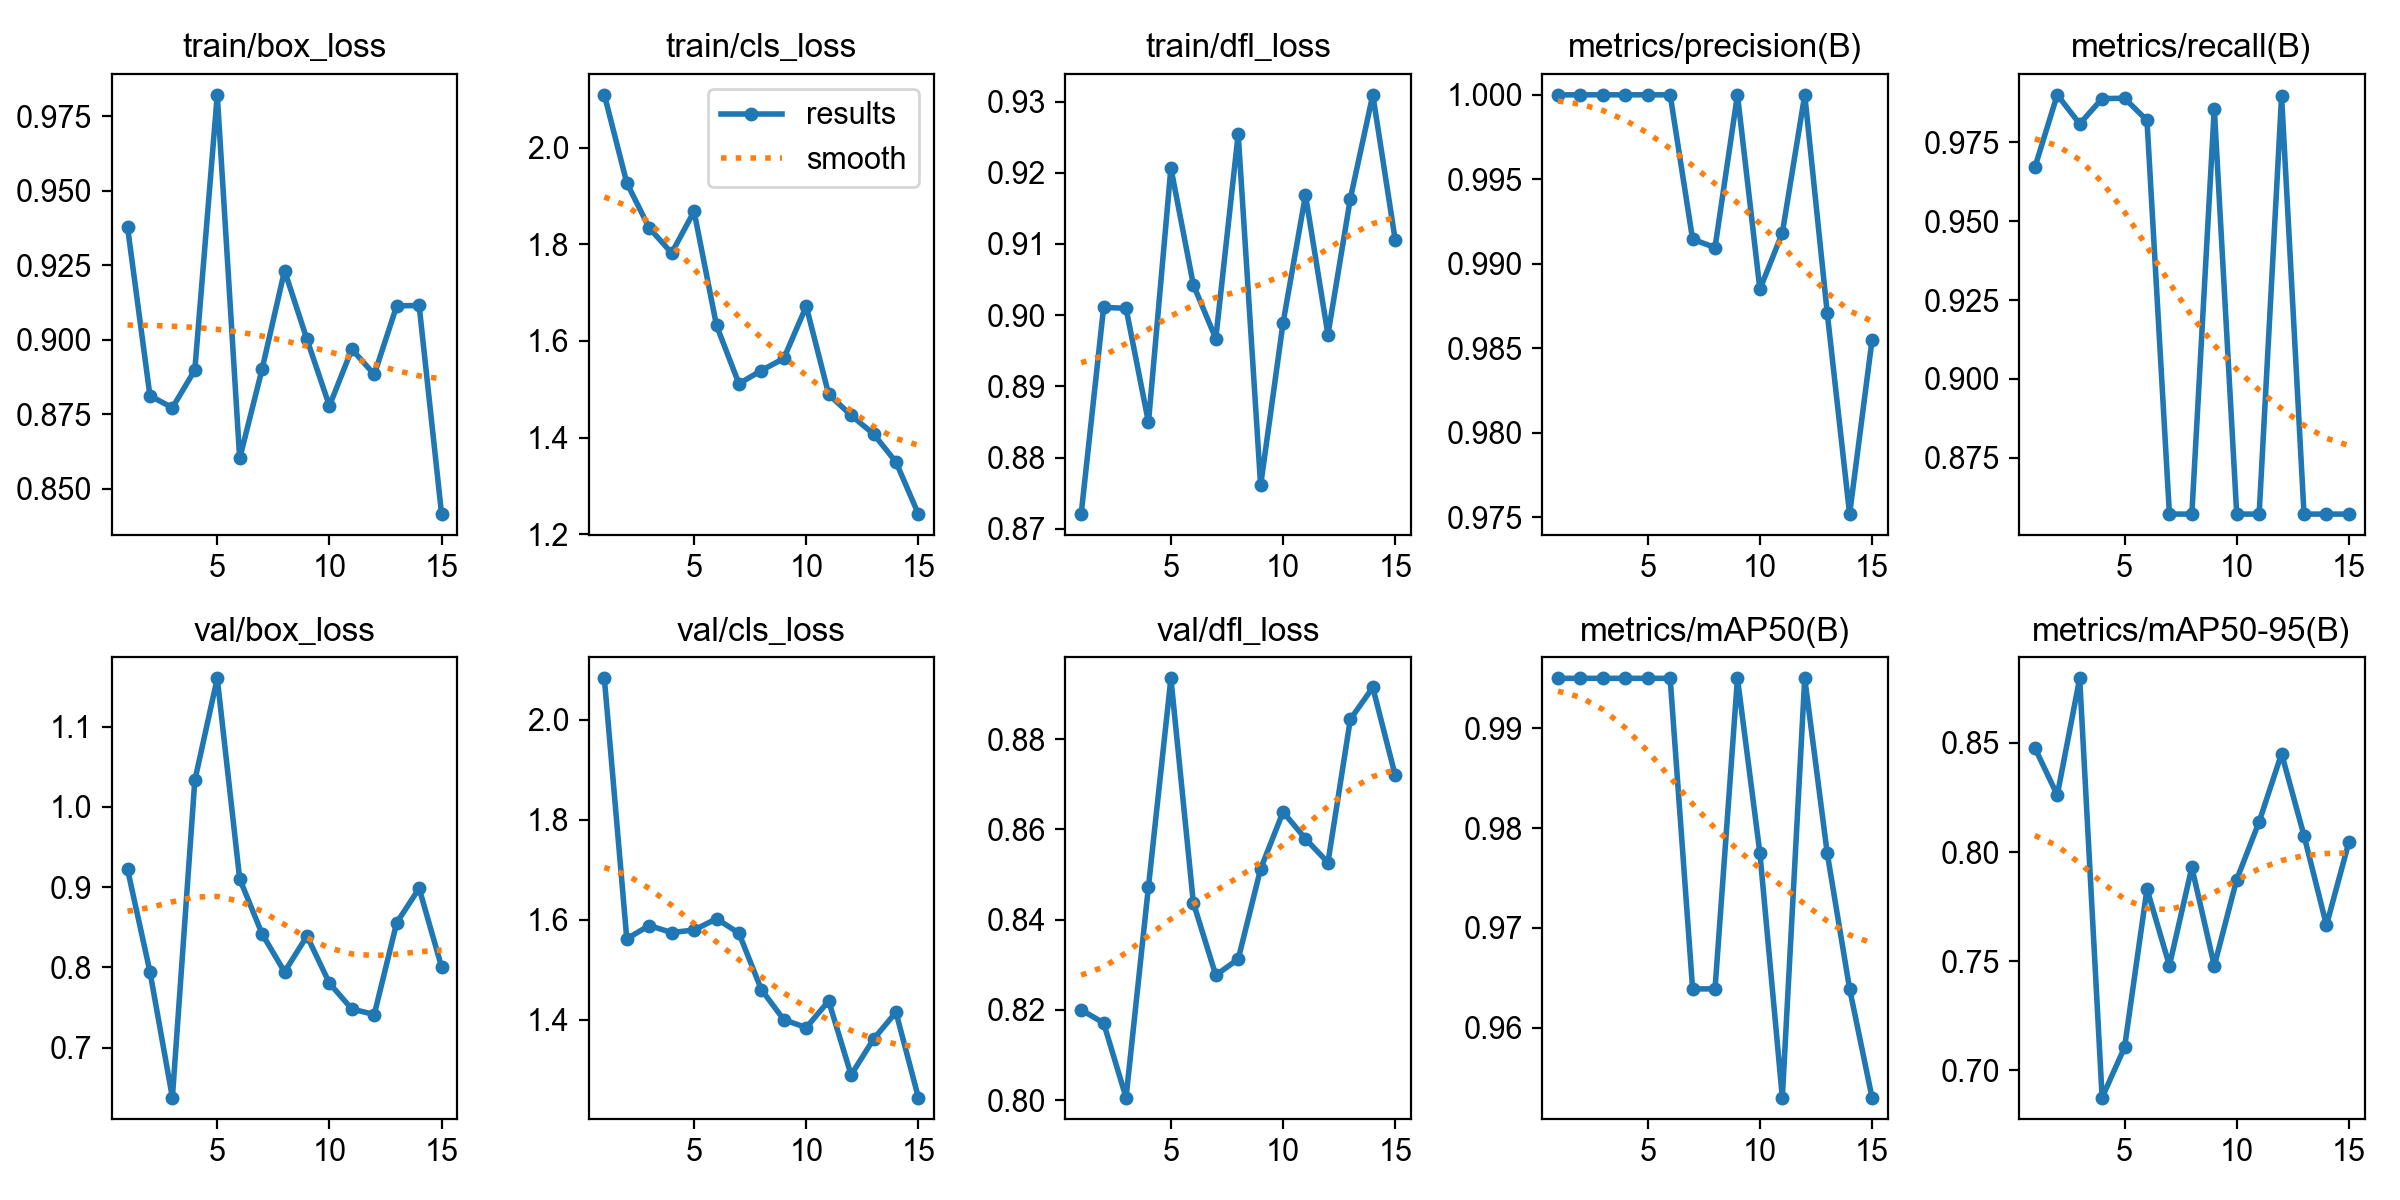 train/box_loss
train/cls_loss
train/dfl_loss
metrics/precision(B)
metrics/recall(B)
0.975
0.950
0.925
0.900
0.875
0.850
5 10 15
2.0
1.8
1.6
1.4
1.2
results
smooth
5 10 15
0.93
0.92
0.91
0.90
0.89
0.88
0.87
5 10 15
1.000
0.995
0.990
0.985
0.980
0.975
5 10 15
0.975
0.950
0.925
0.900
0.875
5 10 15
val/box_loss
val/cls_loss
val/dfl_loss
metrics/mAP50(B)
metrics/mAP50-95(B)
1.1
1.0
0.9
0.8
0.7
5 10 15
2.0
1.8
1.6
1.4
5 10 15
0.88
0.86
0.84
0.82
0.80
5 10 15
0.99
0.98
0.97
0.96
5 10 15
0.85
0.80
0.75
0.70
5 10 15